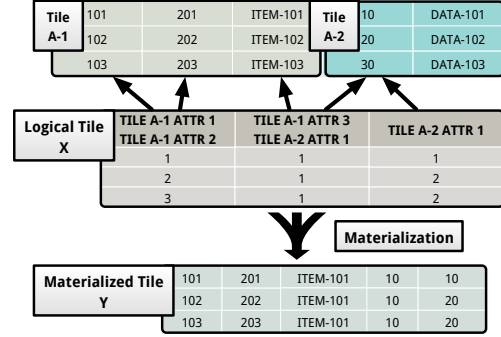 Tile A-1
101 201 ITEM-101
102 202 ITEM-102
103 203 ITEM-103
Tile A-2
10 DATA-101
20 DATA-102
30 DATA-103
Logical Tile X
TILE A-1 ATTR 1 TILE A-1 ATTR 3
TILE A-1 ATTR 2 TILE A-2 ATTR 1 TILE A-2 ATTR 1
1 1 1
2 1 2
3 1 2
Materialization
Materialized Tile Y
101 201 ITEM-101 10 10
102 202 ITEM-101 10 20
103 203 ITEM-101 10 20